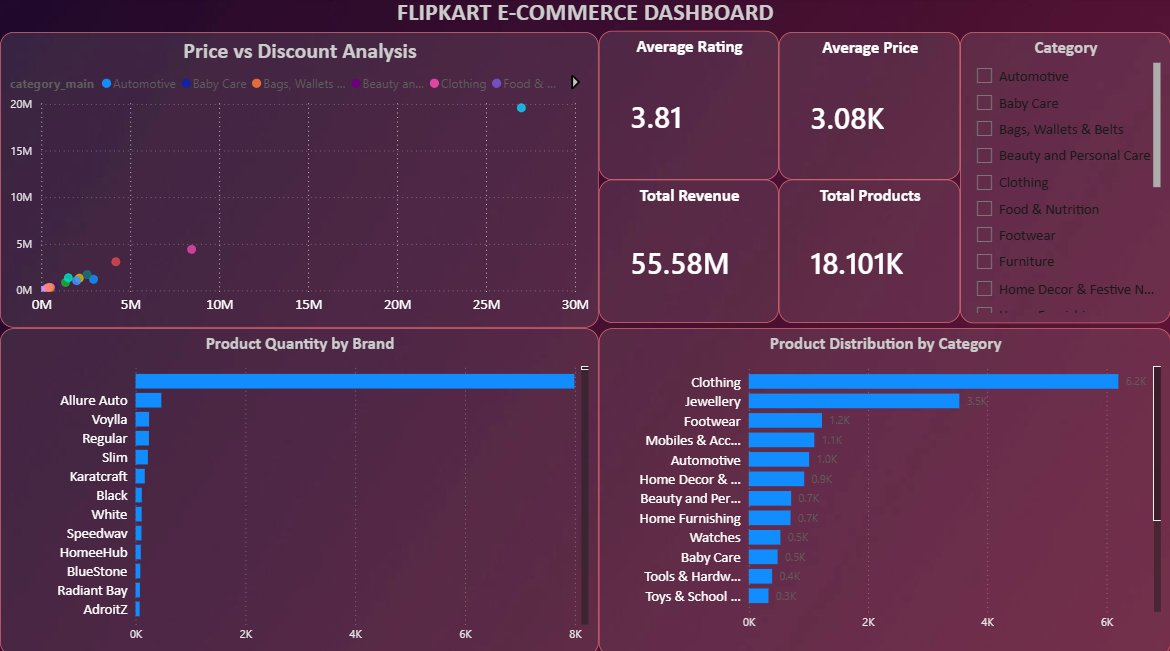 FLIPKART E-COMMERCE DASHBOARD
Price vs Discount Analysis
category_main Automotive Baby Care Bags, Wallets ... Beauty an... Clothing Food & ...
20M
15M
10M
5M
0M
0M 5M 10M 15M 20M 25M 30M
Average Rating
3.81
Average Price
3.08K
Total Revenue
55.58M
Total Products
18.101K
Category
Automotive
Baby Care
Bags, Wallets & Belts
Beauty and Personal Care
Clothing
Food & Nutrition
Footwear
Furniture
Home Decor & Festive N...
Product Quantity by Brand
Allure Auto
Voylla
Regular
Slim
Karatcraft
Black
White
Speedwav
HomeeHub
BlueStone
Radiant Bay
AdroitZ
0K 2K 4K 6K 8K
Product Distribution by Category
Clothing 6.2K
Jewellery 3.5K
Footwear 1.2K
Mobiles & Acc... 1.1K
Automotive 1.0K
Home Decor & ... 0.9K
Beauty and Per... 0.7K
Home Furnishing 0.7K
Watches 0.5K
Baby Care 0.5K
Tools & Hardw... 0.4K
Toys & School ... 0.3K
0K 2K 4K 6K